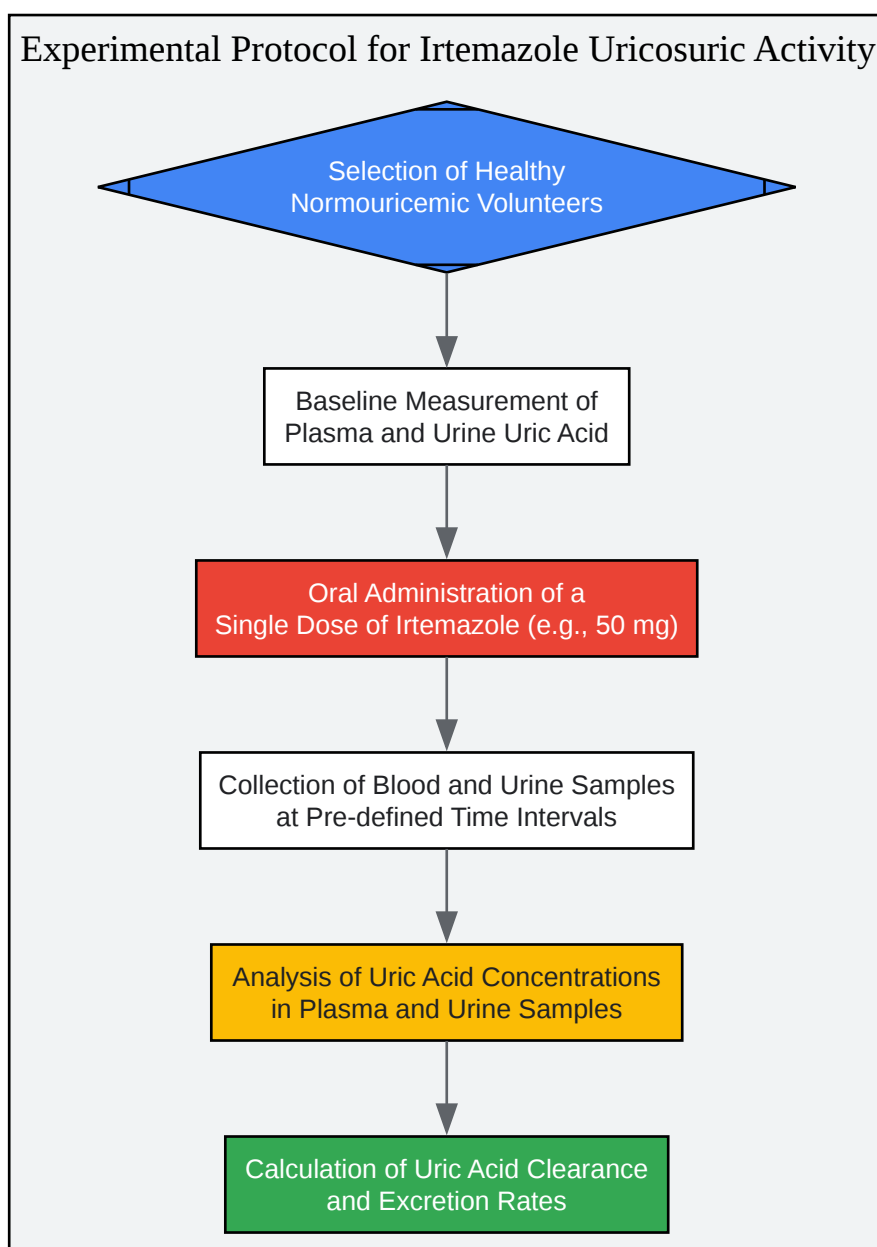 Experimental Protocol for Irtemazole Uricosuric Activity
Selection of Healthy
Normouricemic Volunteers
Baseline Measurement of
Plasma and Urine Uric Acid
Oral Administration of a
Single Dose of Irtemazole (e.g., 50 mg)
Collection of Blood and Urine Samples
at Pre-defined Time Intervals
Analysis of Uric Acid Concentrations
in Plasma and Urine Samples
Calculation of Uric Acid Clearance
and Excretion Rates